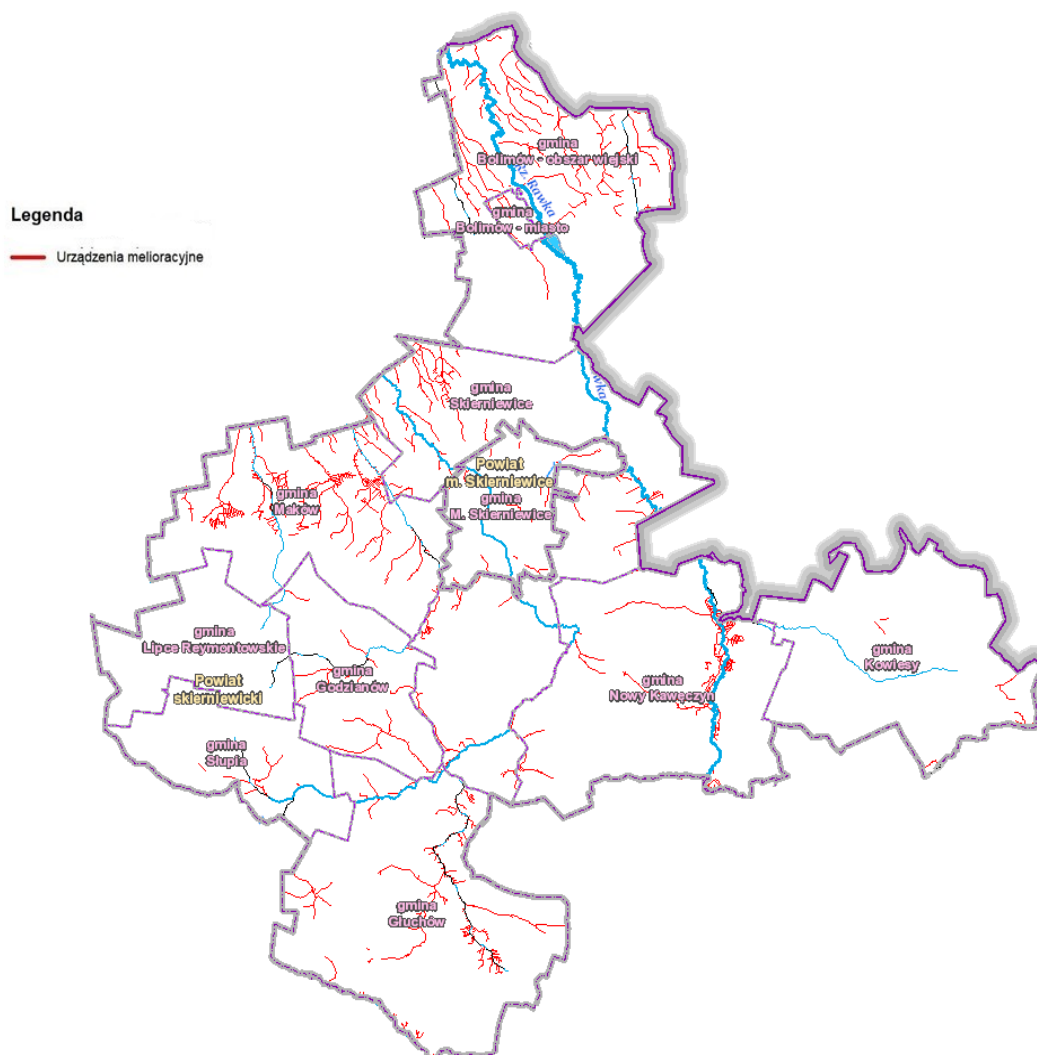 gmina
Bolimów - obszar wiejski
Rz. Rawka
gmina
Bolimów - miasto
Legenda
Urządzenia melioracyjne
gmina
Skierniewice
wka
Powiat
m. Skierniewice
gmina
M. Skierniewice
gmina
Maków
gmina
Lipce Reymontowskie
gmina
Godzianów
Powiat
skierniewicki
gmina
Nowy Kawęczyn
gmina
Kowiesy
gmina
Słupia
gmina
Głuchów